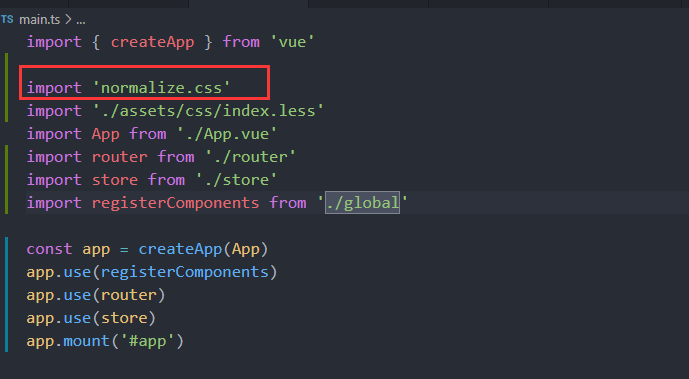 TS main.ts > ...
import { createApp } from 'vue'
import 'normalize.css'
import './assets/css/index.less'
import App from './App.vue'
import router from './router'
import store from './store'
import registerComponents from './global'
const app = createApp(App)
app.use(registerComponents)
app.use(router)
app.use(store)
app.mount('#app')